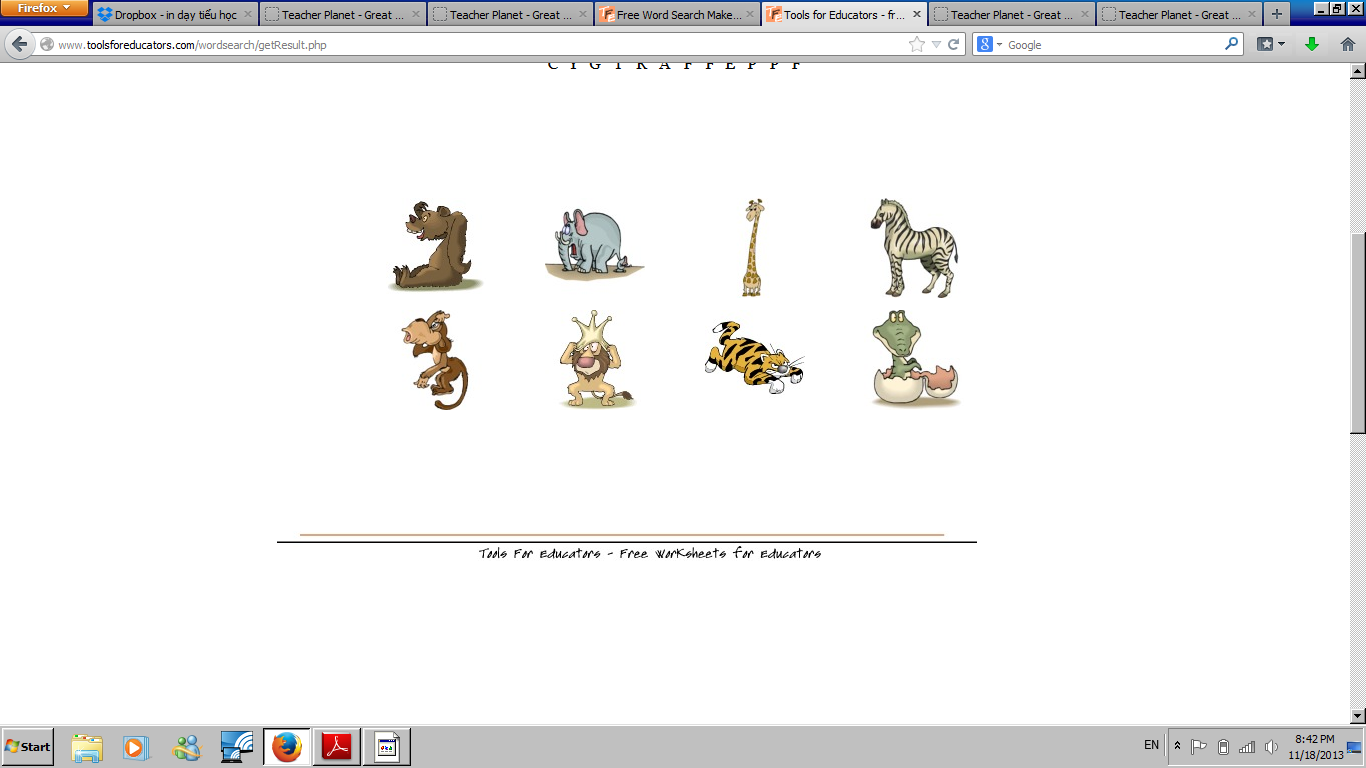 Firefox
Dropbox - in dạy tiểu học
Teacher Planet - Great ...
Teacher Planet - Great ...
Free Word Search Make...
Tools for Educators - fr...
Teacher Planet - Great ...
Teacher Planet - Great ...
www.toolsforeducators.com/wordsearch/getResult.php
Google
C Y G I R A F F E P P F
Tools For Educators - Free Worksheets for Educators
Start
EN
8:42 PM
11/18/2013